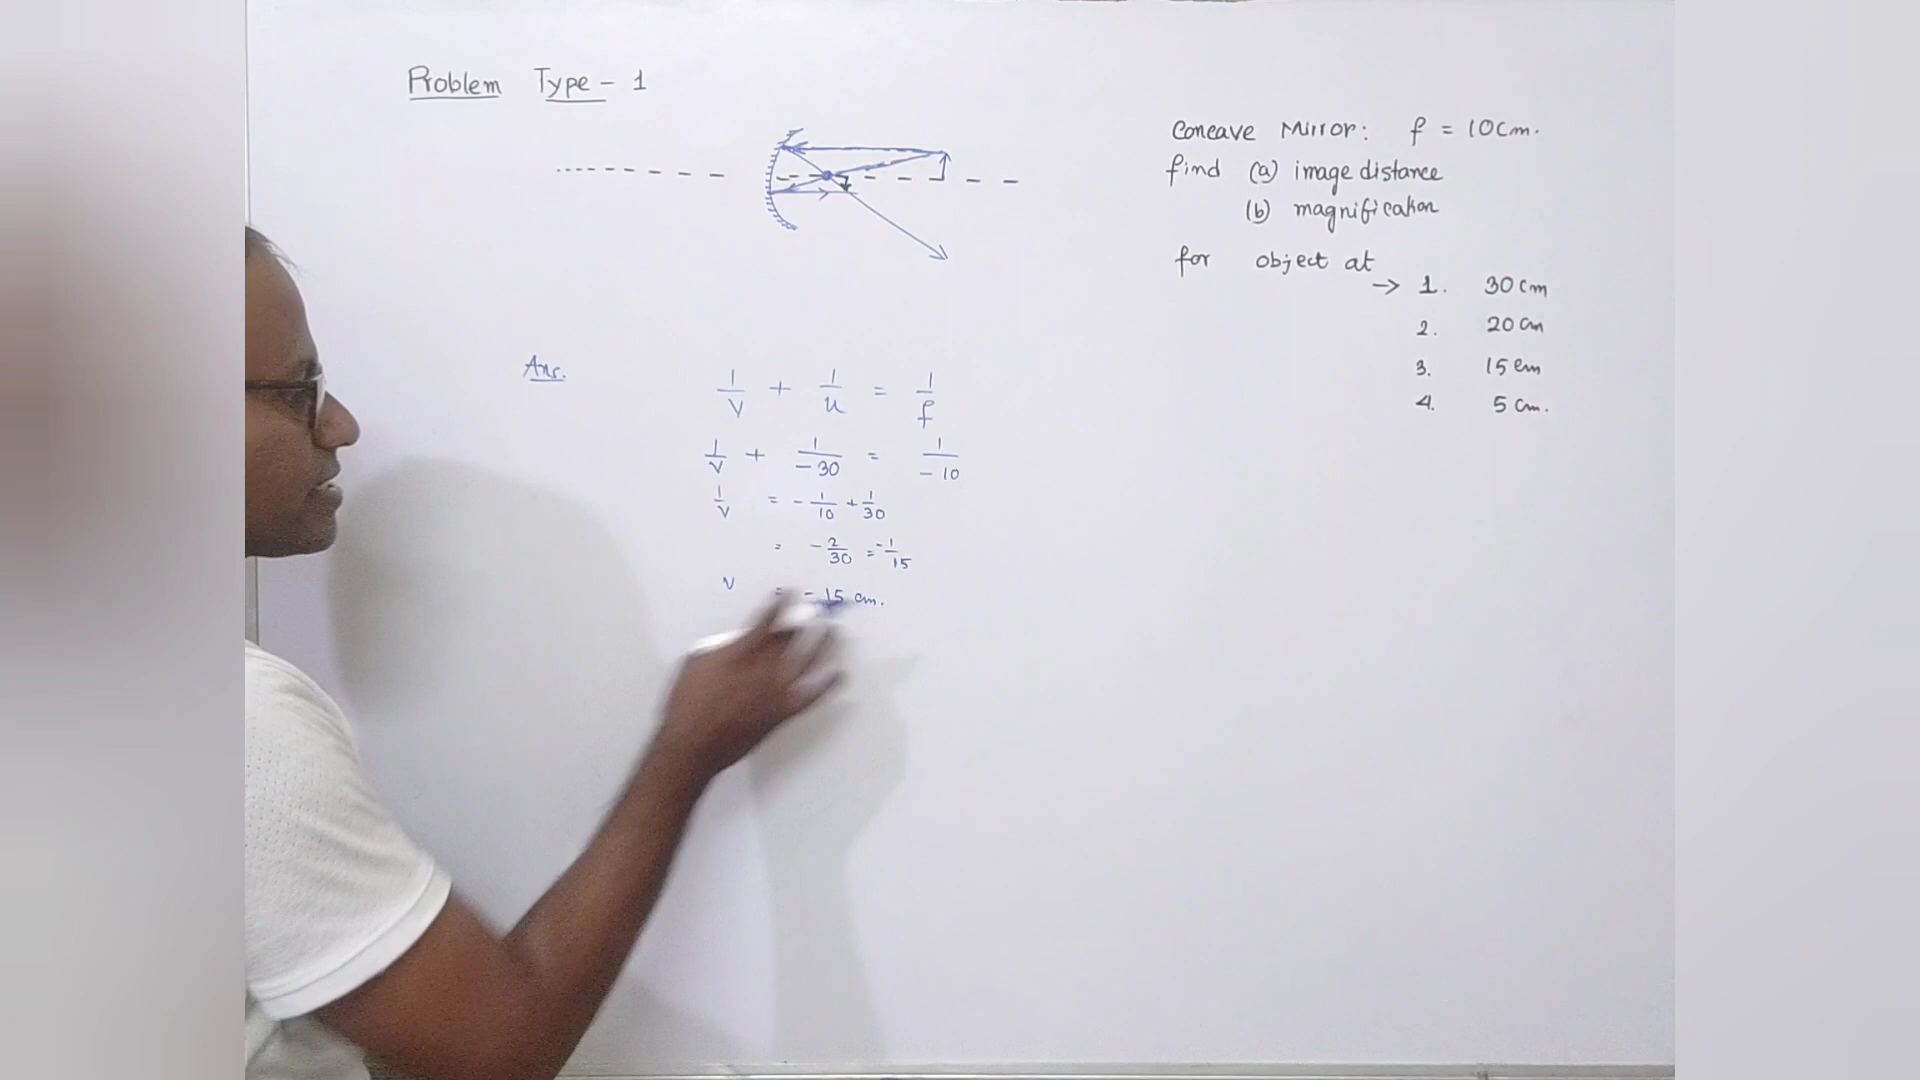 Problem Type - 1
Concave Mirror: f = 10cm.
find (a) image distance
(b) magnification
for object at
→ 1. 30 cm
2. 20 cm
3. 15 cm
4. 5 cm.
Ans.
1/v + 1/u = 1/f
1/v + 1/-30 = 1/-10
1/v = -1/10 + 1/30
= -2/30 = -1/15
v = -15 cm.